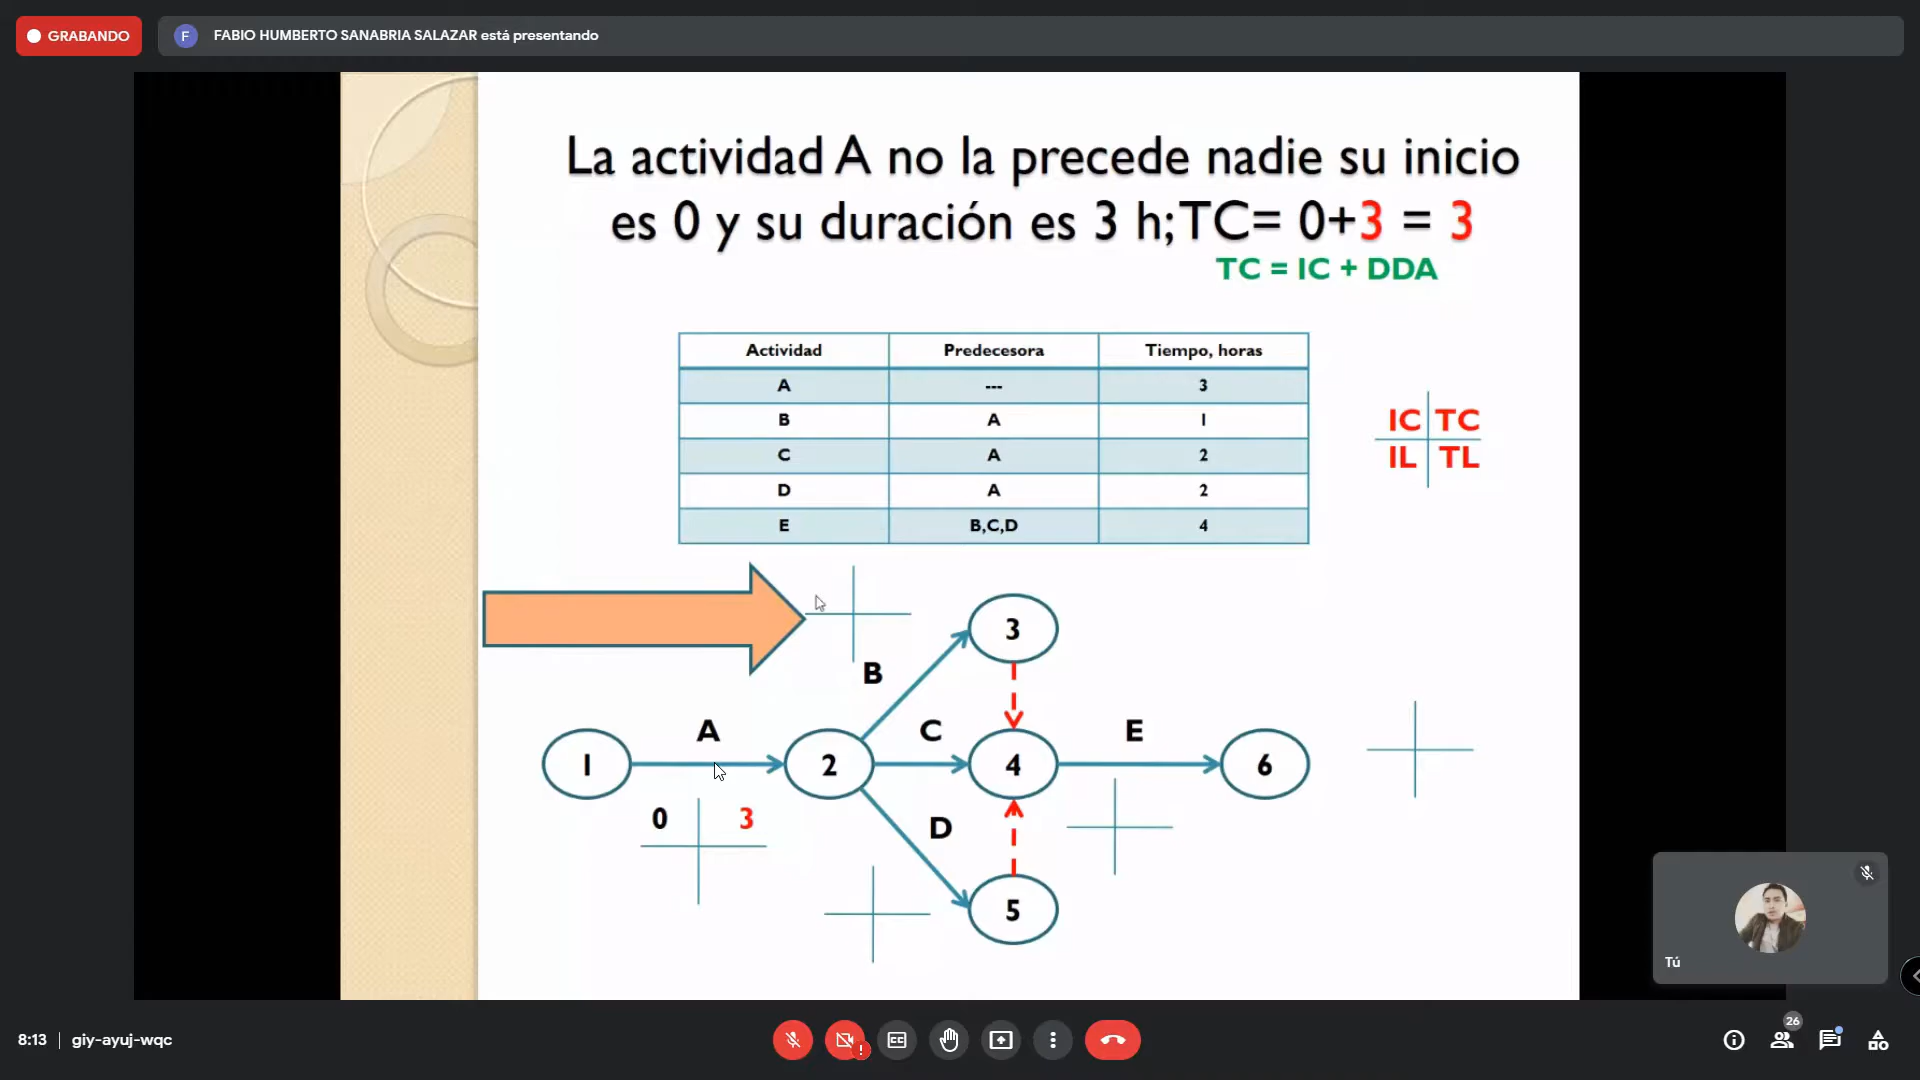 GRABANDO
F
FABIO HUMBERTO SANABRIA SALAZAR está presentando
La actividad A no la precede nadie su inicio
es 0 y su duración es 3 h;TC= 0+3 = 3
TC = IC + DDA
Actividad Predecesora Tiempo, horas
A --- 3
B A 1
C A 2
D A 2
E B,C,D 4
IC TC
IL TL
3
B
A
C
E
1
2
4
6
0 3
D
5
Tú
8:13 giy-ayuj-wqc
26